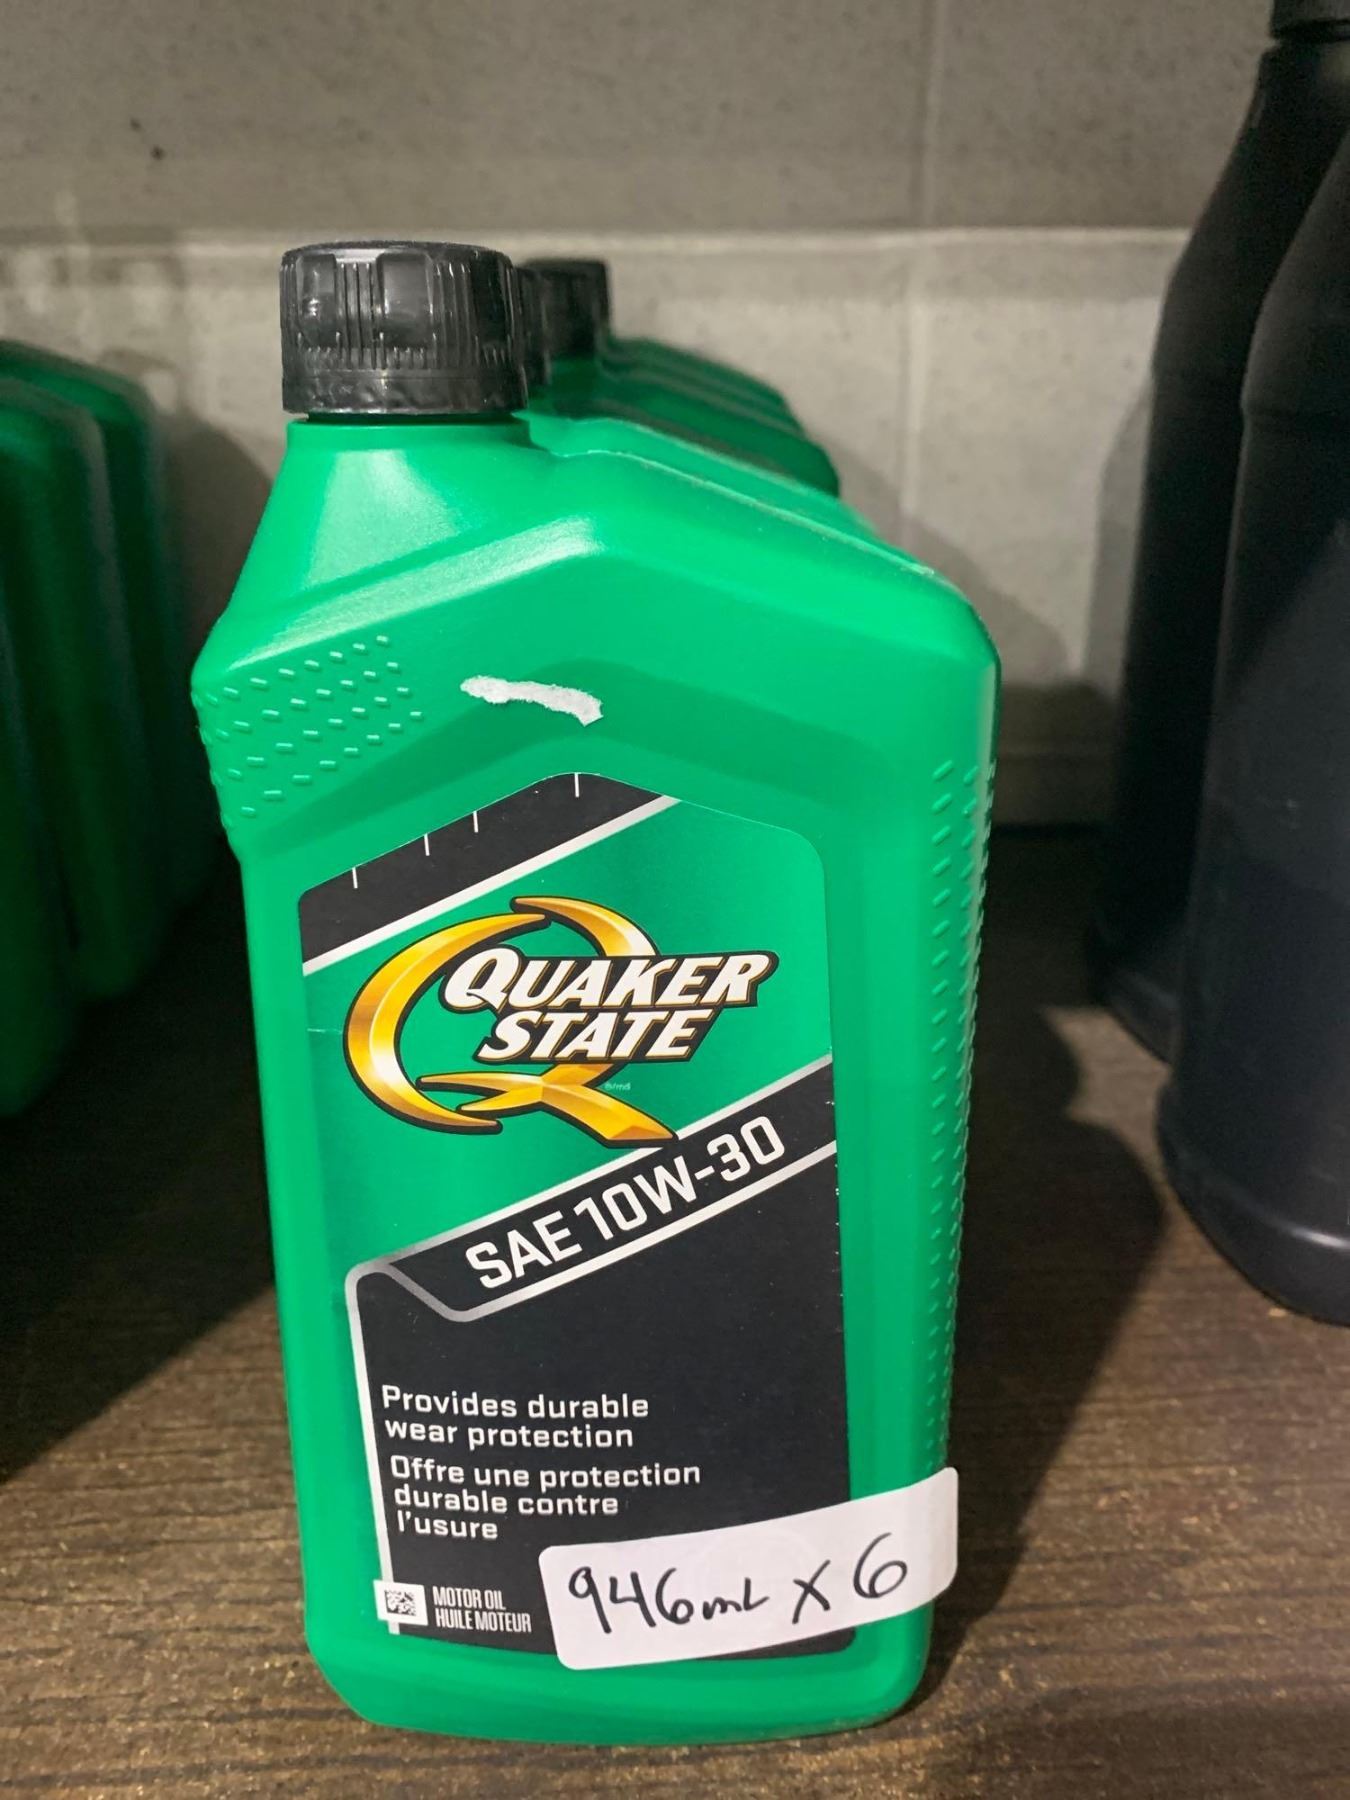 QUAKER
STATE
®/md
SAE 10W-30
Provides durable
wear protection
Offre une protection
durable contre
l'usure
MOTOR OIL
HUILE MOTEUR
946mL x 6